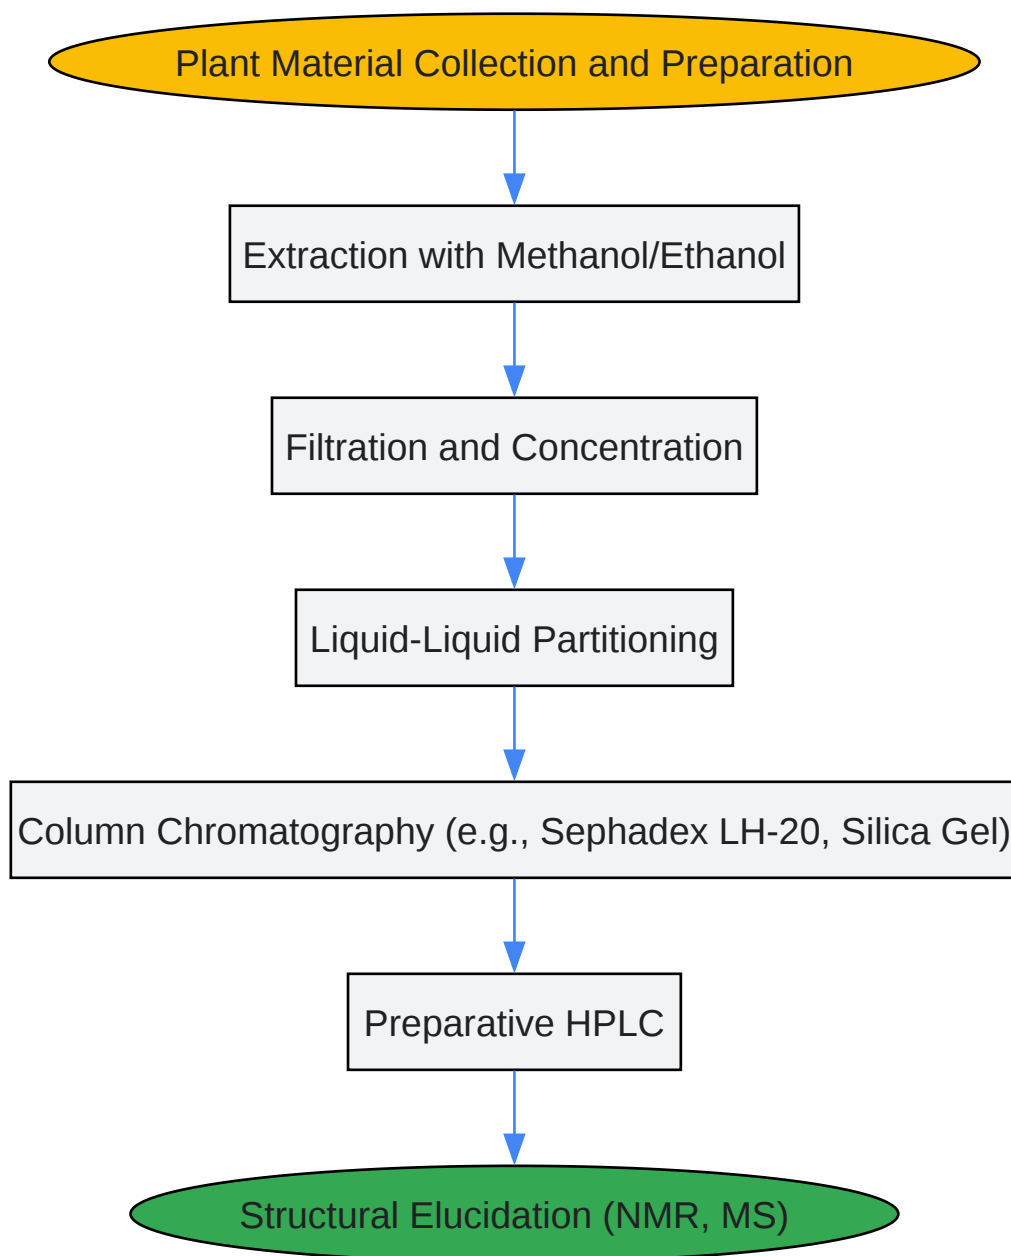 Plant Material Collection and Preparation
Extraction with Methanol/Ethanol
Filtration and Concentration
Liquid-Liquid Partitioning
Column Chromatography (e.g., Sephadex LH-20, Silica Gel)
Preparative HPLC
Structural Elucidation (NMR, MS)